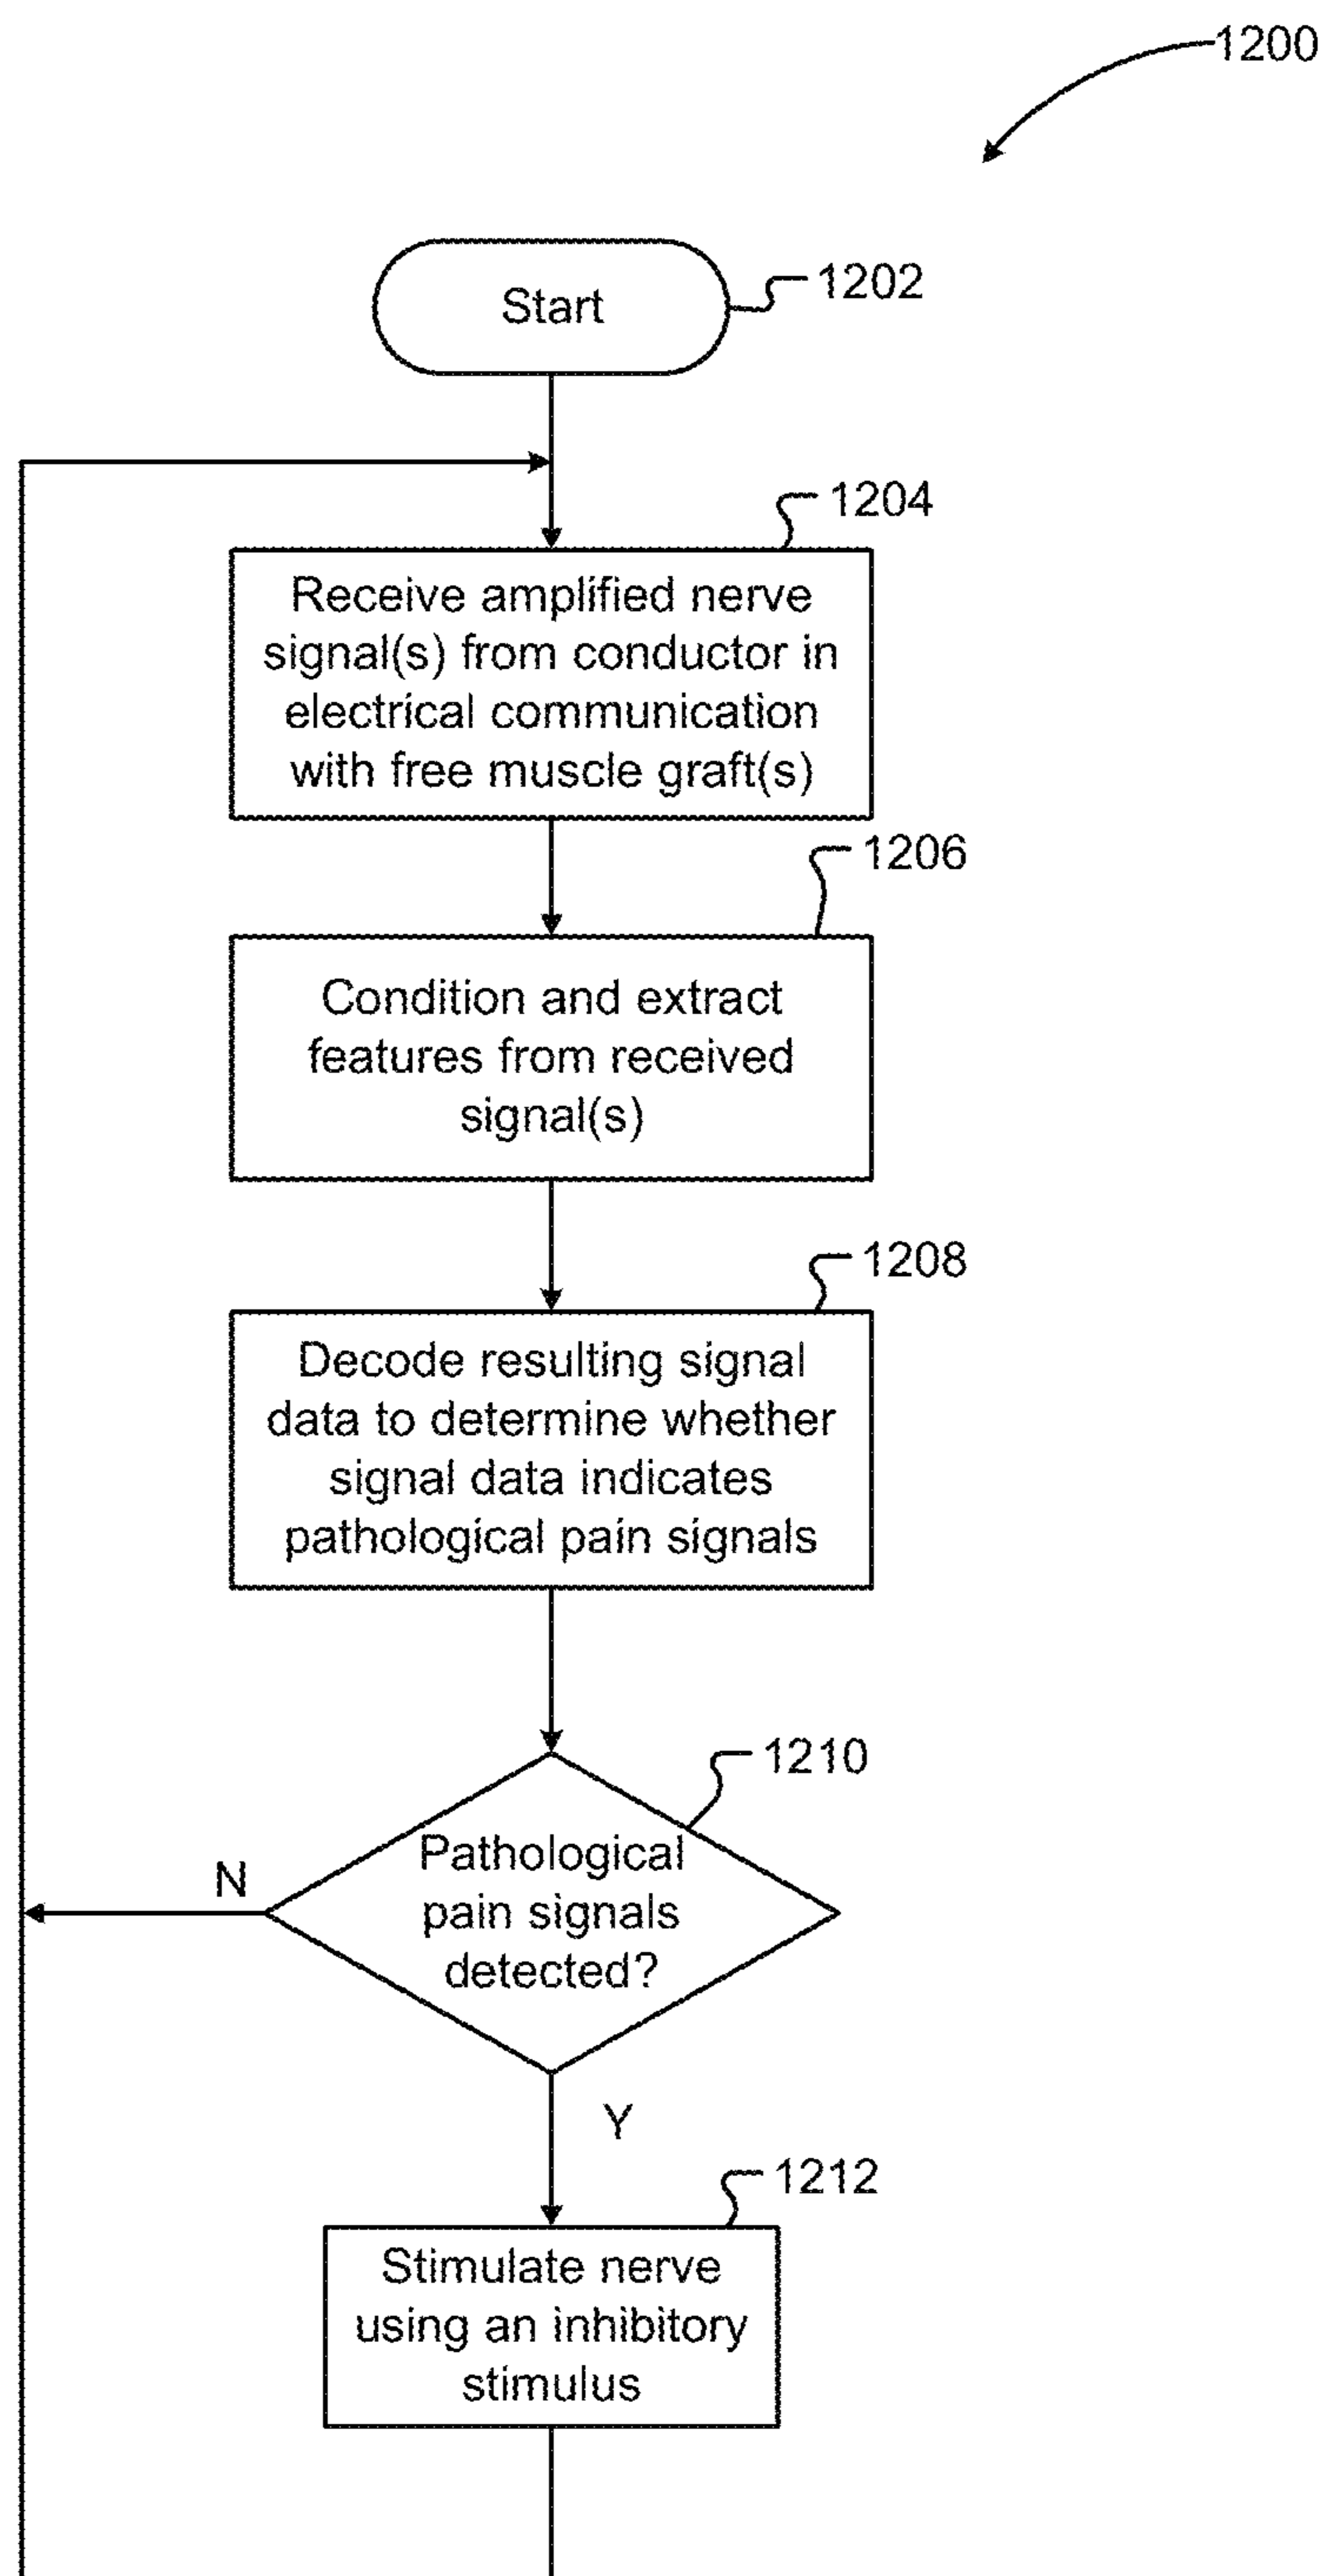 1200
Start
1202
1204
Receive amplified nerve
signal(s) from conductor in
electrical communication
with free muscle graft(s)
1206
Condition and extract
features from received
signal(s)
1208
Decode resulting signal
data to determine whether
signal data indicates
pathological pain signals
1210
Pathological
pain signals
detected?
N
Y
1212
Stimulate nerve
using an inhibitory
stimulus